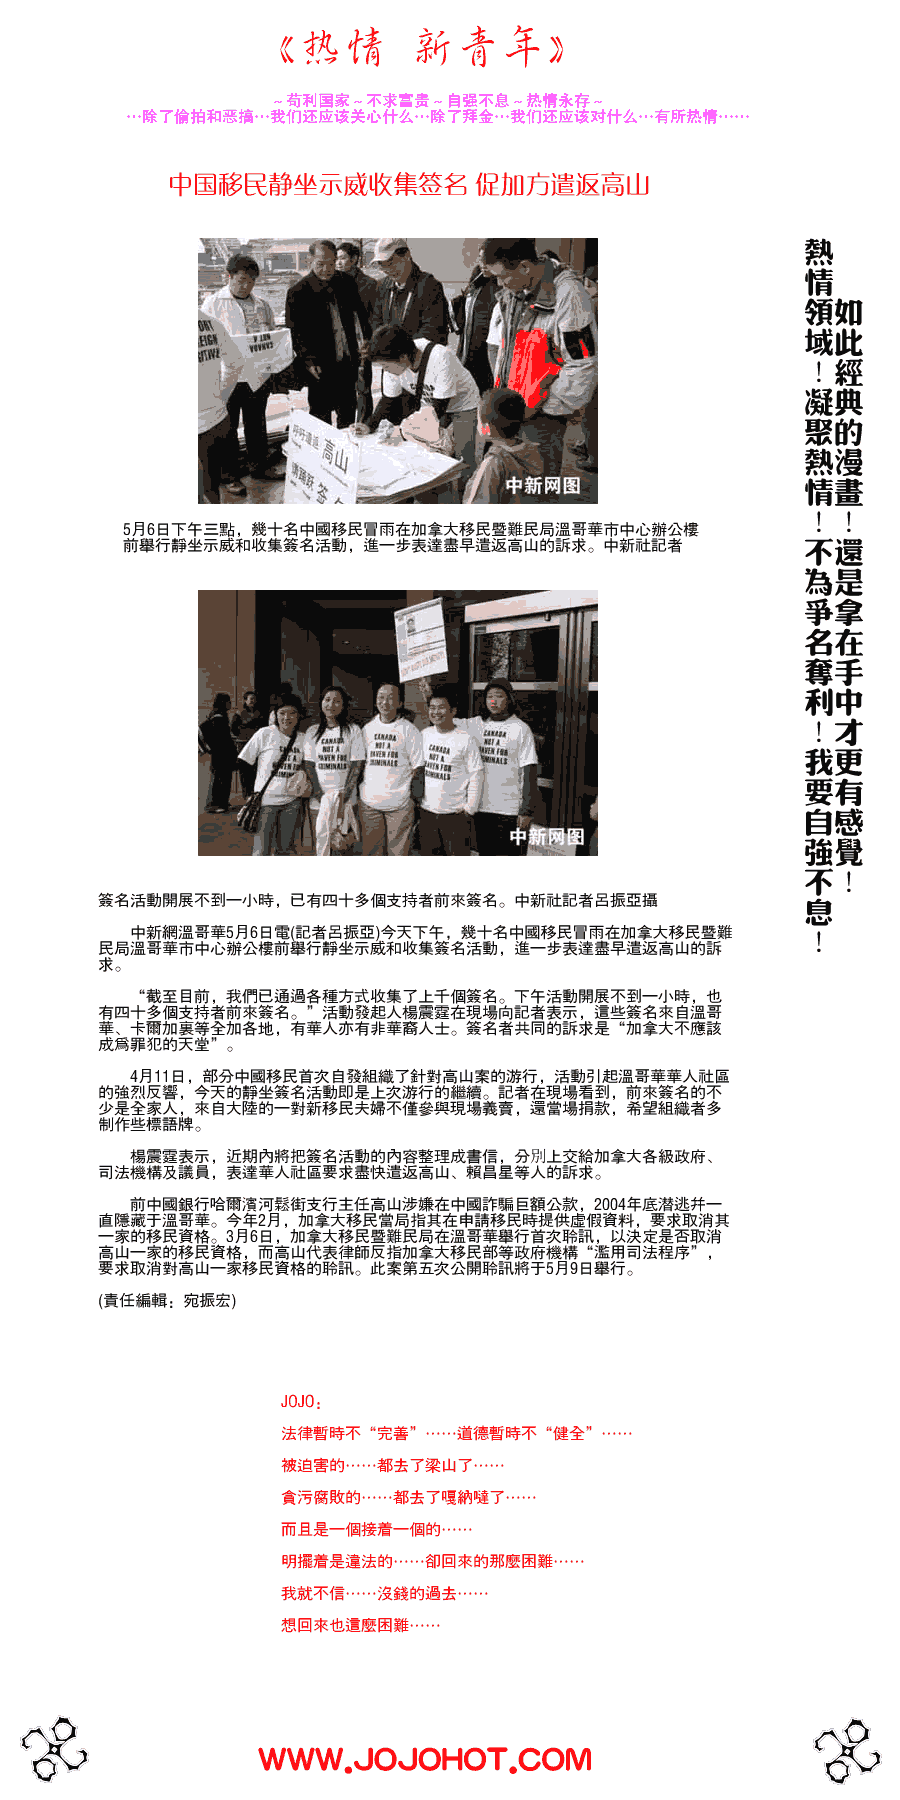 《热情 新青年》
～苟利国家～不求富贵～自强不息～热情永存～
…除了偷拍和恶搞…我们还应该关心什么…除了拜金…我们还应该对什么…有所热情……
中国移民静坐示威收集签名 促加方遣返高山
呼吁遣返 高山
请踊跃 签名
CANADA
NOT A
中新网图
5月6日下午三點，幾十名中國移民冒雨在加拿大移民暨難民局溫哥華市中心辦公樓
前舉行靜坐示威和收集簽名活動，進一步表達盡早遣返高山的訴求。中新社記者
CANADA
NOT A
HAVEN FOR
CRIMINALS
中新网图
簽名活動開展不到一小時，已有四十多個支持者前來簽名。中新社記者呂振亞攝
中新網溫哥華5月6日電(記者呂振亞)今天下午，幾十名中國移民冒雨在加拿大移民暨難
民局溫哥華市中心辦公樓前舉行靜坐示威和收集簽名活動，進一步表達盡早遣返高山的訴
求。
“截至目前，我們已通過各種方式收集了上千個簽名。下午活動開展不到一小時，也
有四十多個支持者前來簽名。”活動發起人楊震霆在現場向記者表示，這些簽名來自溫哥
華、卡爾加裏等全加各地，有華人亦有非華裔人士。簽名者共同的訴求是“加拿大不應該
成爲罪犯的天堂”。
4月11日，部分中國移民首次自發組織了針對高山案的游行，活動引起溫哥華華人社區
的強烈反響，今天的靜坐簽名活動即是上次游行的繼續。記者在現場看到，前來簽名的不
少是全家人，來自大陸的一對新移民夫婦不僅參與現場義賣，還當場捐款，希望組織者多
制作些標語牌。
楊震霆表示，近期內將把簽名活動的內容整理成書信，分別上交給加拿大各級政府、
司法機構及議員，表達華人社區要求盡快遣返高山、賴昌星等人的訴求。
前中國銀行哈爾濱河鬆街支行主任高山涉嫌在中國詐騙巨額公款，2004年底潜逃幷一
直隱藏于溫哥華。今年2月，加拿大移民當局指其在申請移民時提供虛假資料，要求取消其
一家的移民資格。3月6日，加拿大移民暨難民局在溫哥華舉行首次聆訊，以決定是否取消
高山一家的移民資格，而高山代表律師反指加拿大移民部等政府機構“濫用司法程序”，
要求取消對高山一家移民資格的聆訊。此案第五次公開聆訊將于5月9日舉行。
(責任編輯：宛振宏)
如此經典的漫畫！還是拿在手中才更有感覺！
熱情領域！凝聚熱情！不為爭名奪利！我要自強不息！
JOJO：
法律暫時不“完善”……道德暫時不“健全”……
被迫害的……都去了梁山了……
貪污腐敗的……都去了嘎納噠了……
而且是一個接着一個的……
明擺着是違法的……卻回來的那麼困難……
我就不信……沒錢的過去……
想回來也這麼困難……
WWW.JOJOHOT.COM